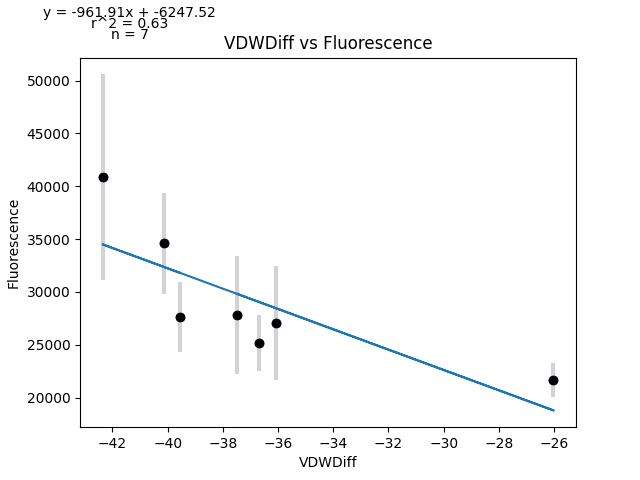 y = -961.91x + -6247.52
r^2 = 0.63
n = 7
VDWDiff vs Fluorescence
50000
45000
40000
35000
30000
25000
20000
Fluorescence
−42
−40
−38
−36
−34
−32
−30
−28
−26
VDWDiff